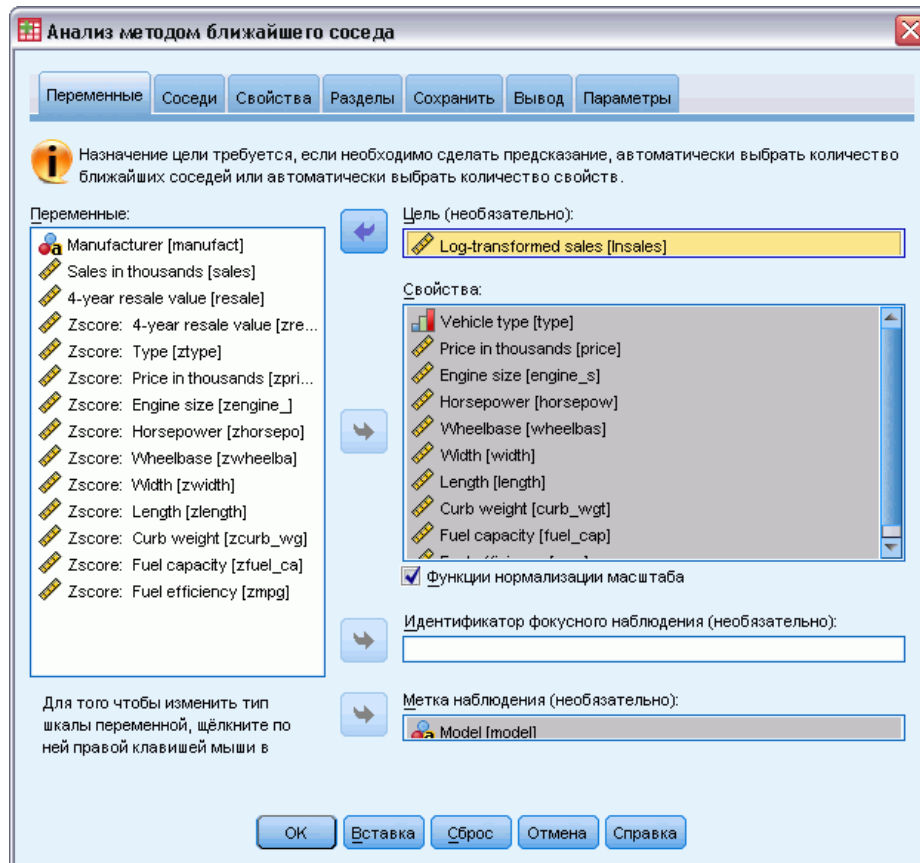 Анализ методом ближайшего соседа
Переменные
Соседи
Свойства
Разделы
Сохранить
Вывод
Параметры
Назначение цели требуется, если необходимо сделать предсказание, автоматически выбрать количество
ближайших соседей или автоматически выбрать количество свойств.
Переменные:
Manufacturer [manufact]
Sales in thousands [sales]
4-year resale value [resale]
Zscore: 4-year resale value [zre...
Zscore: Type [ztype]
Zscore: Price in thousands [zpri...
Zscore: Engine size [zengine_]
Zscore: Horsepower [zhorsepo]
Zscore: Wheelbase [zwheelba]
Zscore: Width [zwidth]
Zscore: Length [zlength]
Zscore: Curb weight [zcurb_wg]
Zscore: Fuel capacity [zfuel_ca]
Zscore: Fuel efficiency [zmpg]
Для того чтобы изменить тип
шкалы переменной, щёлкните по
ней правой клавишей мыши в
Цель (необязательно):
Log-transformed sales [lnsales]
Свойства:
Vehicle type [type]
Price in thousands [price]
Engine size [engine_s]
Horsepower [horsepow]
Wheelbase [wheelbas]
Width [width]
Length [length]
Curb weight [curb_wgt]
Fuel capacity [fuel_cap]
Функции нормализации масштаба
Идентификатор фокусного наблюдения (необязательно):
Метка наблюдения (необязательно):
Model [model]
OK
Вставка
Сброс
Отмена
Справка